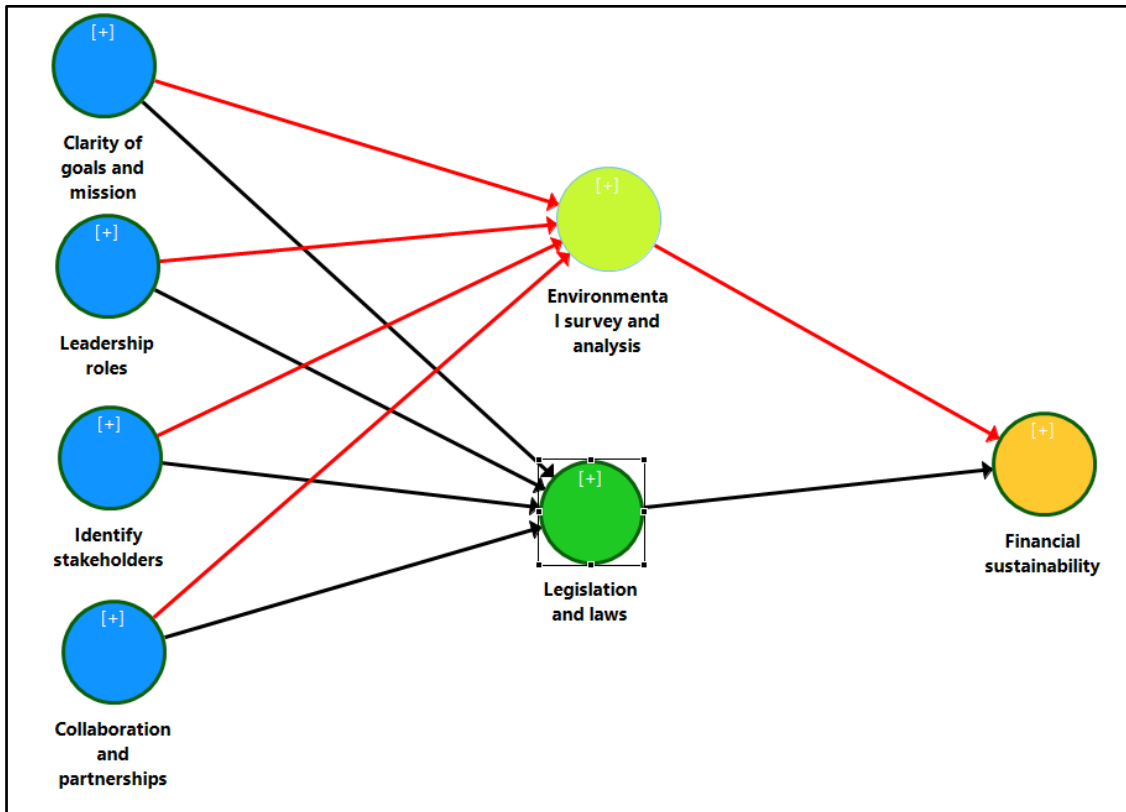 [+]
Clarity of
goals and
mission
[+]
Leadership
roles
[+]
Identify
stakeholders
[+]
Collaboration
and
partnerships
[+]
Environmenta
l survey and
analysis
[+]
Legislation
and laws
[+]
Financial
sustainability